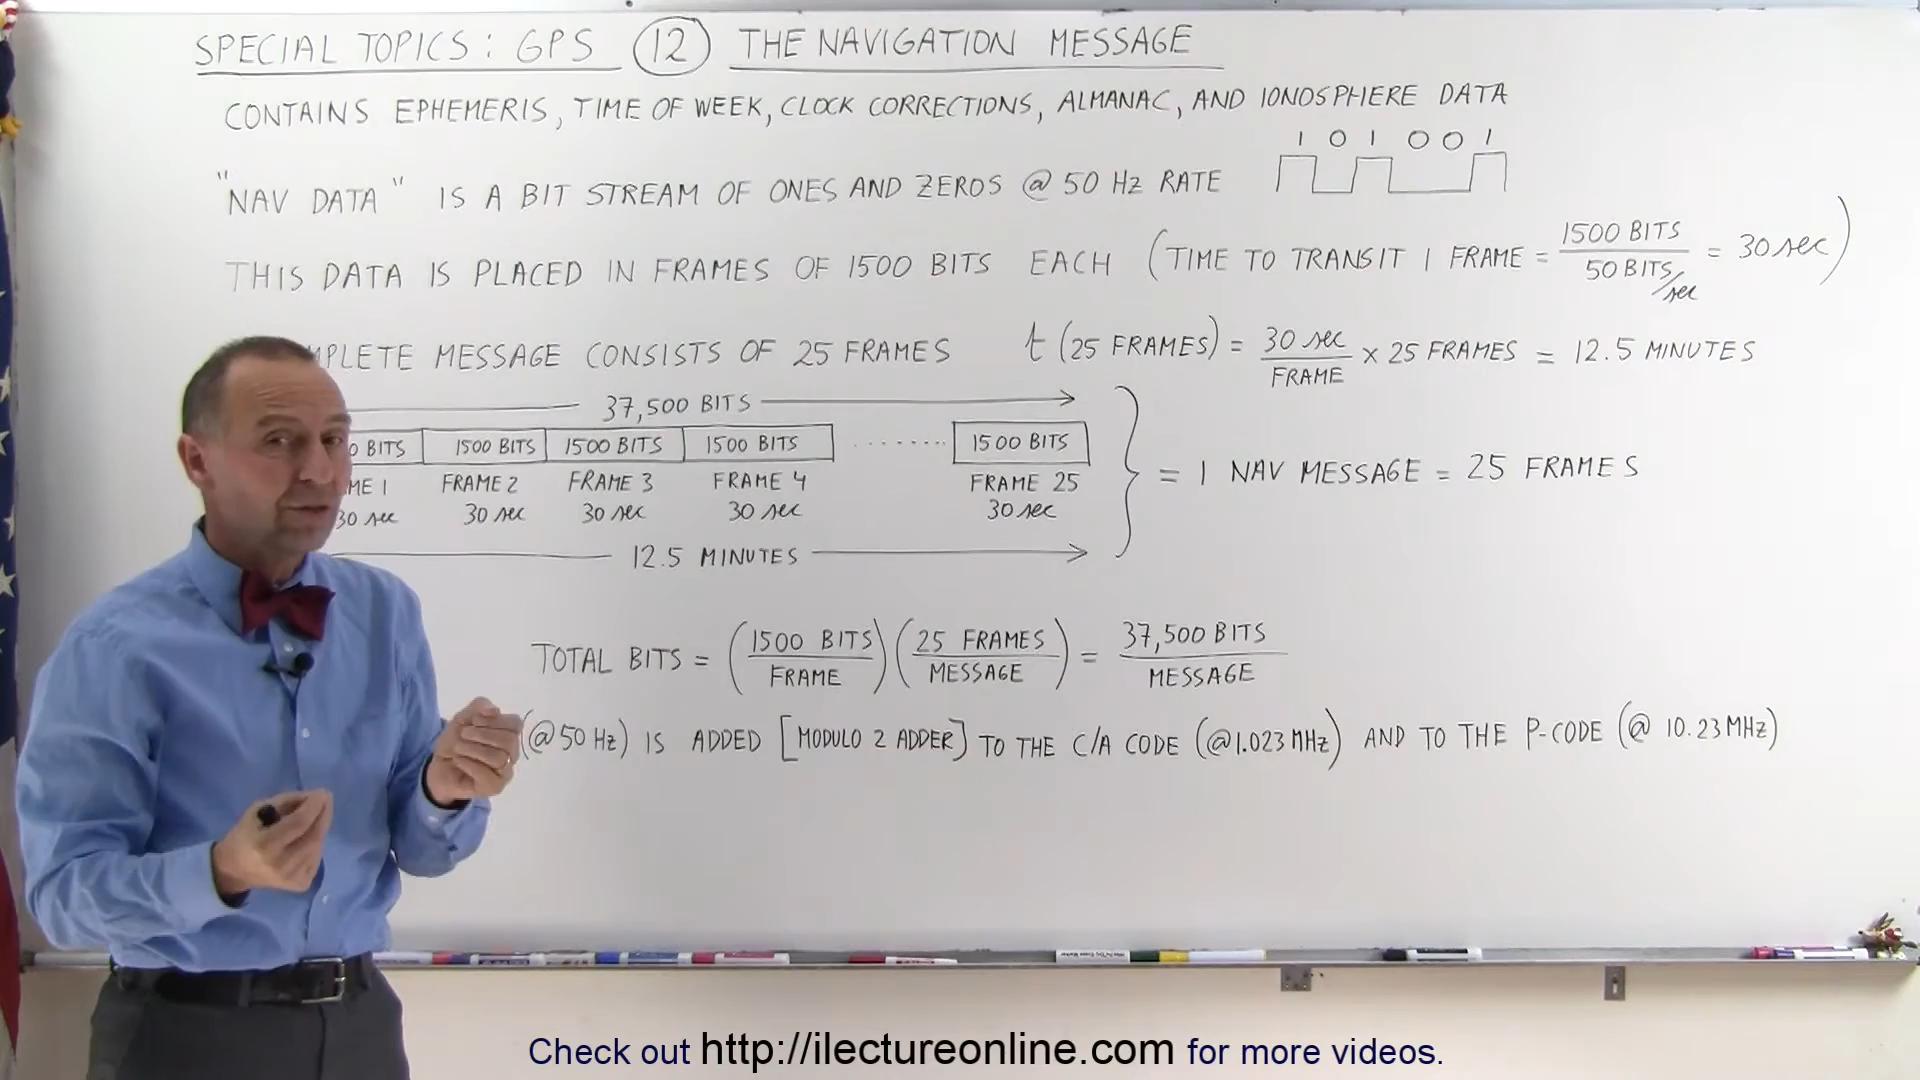 SPECIAL TOPICS: GPS 12 THE NAVIGATION MESSAGE
CONTAINS EPHEMERIS, TIME OF WEEK, CLOCK CORRECTIONS, ALMANAC, AND IONOSPHERE DATA
1 0 1 0 0 1
"NAV DATA" IS A BIT STREAM OF ONES AND ZEROS @ 50 Hz RATE
THIS DATA IS PLACED IN FRAMES OF 1500 BITS EACH (TIME TO TRANSIT 1 FRAME = 1500 BITS / 50 BITS/sec = 30 sec)
MPLETE MESSAGE CONSISTS OF 25 FRAMES t (25 FRAMES) = 30 sec / FRAME x 25 FRAMES = 12.5 MINUTES
37,500 BITS
0 BITS 1500 BITS 1500 BITS 1500 BITS ........ 1500 BITS
ME 1 FRAME 2 FRAME 3 FRAME 4 FRAME 25
30 sec 30 sec 30 sec 30 sec 30 sec
= 1 NAV MESSAGE = 25 FRAMES
12.5 MINUTES
TOTAL BITS = (1500 BITS / FRAME) (25 FRAMES / MESSAGE) = 37,500 BITS / MESSAGE
(@ 50 Hz) IS ADDED [MODULO 2 ADDER] TO THE C/A CODE (@1.023 MHz) AND TO THE P-CODE (@ 10.23 MHz)
Check out http://ilectureonline.com for more videos.